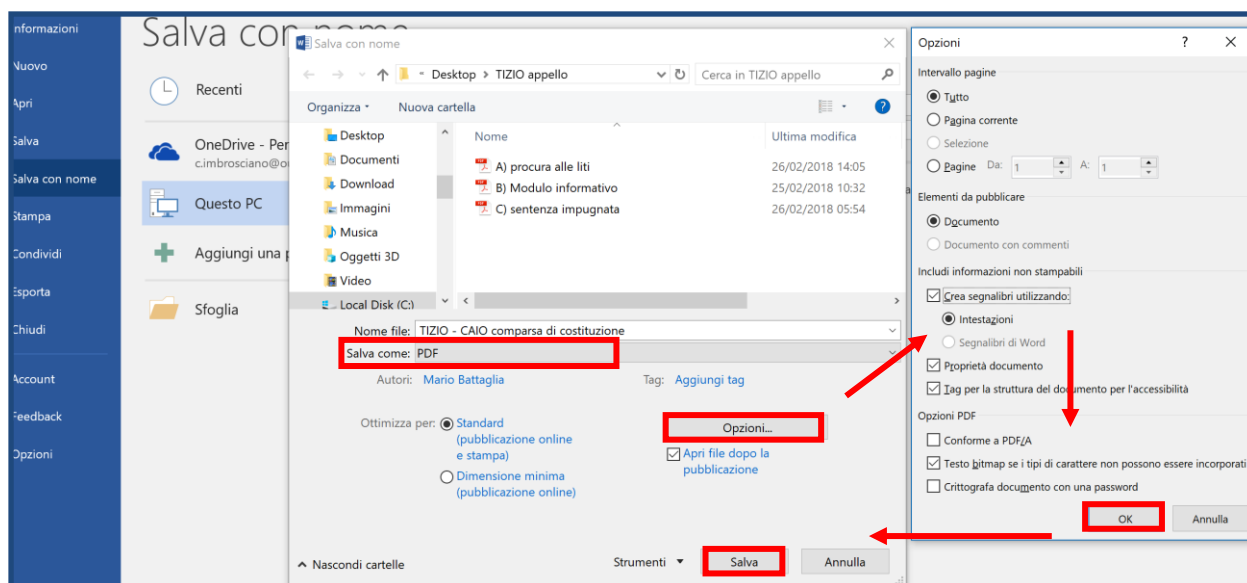 Informazioni
Nuovo
Apri
Salva
Salva con nome
Stampa
Condividi
Esporta
Chiudi
Account
Feedback
Opzioni
Salva con nome
Recenti
OneDrive - Per
c.imbrosciano@o
Questo PC
Aggiungi una p
Sfoglia
Salva con nome
Desktop > TIZIO appello
Cerca in TIZIO appello
Organizza
Nuova cartella
Desktop
Documenti
Download
Immagini
Musica
Oggetti 3D
Video
Local Disk (C:)
Nome
Ultima modifica
A) procura alle liti
26/02/2018 14:05
B) Modulo informativo
25/02/2018 10:32
C) sentenza impugnata
26/02/2018 05:54
Nome file: TIZIO - CAIO comparsa di costituzione
Salva come: PDF
Autori: Mario Battaglia
Tag: Aggiungi tag
Ottimizza per: Standard
(pubblicazione online
e stampa)
Dimensione minima
(pubblicazione online)
Opzioni...
Apri file dopo la
pubblicazione
Nascondi cartelle
Strumenti
Salva
Annulla
Opzioni
?
Intervallo pagine
Tutto
Pagina corrente
Selezione
Pagine Da: 1 A: 1
Elementi da pubblicare
Documento
Documento con commenti
Includi informazioni non stampabili
Crea segnalibri utilizzando:
Intestazioni
Segnalibri di Word
Proprietà documento
Tag per la struttura del documento per l'accessibilità
Opzioni PDF
Conforme a PDF/A
Testo bitmap se i tipi di carattere non possono essere incorporati
Crittografa documento con una password
OK
Annulla